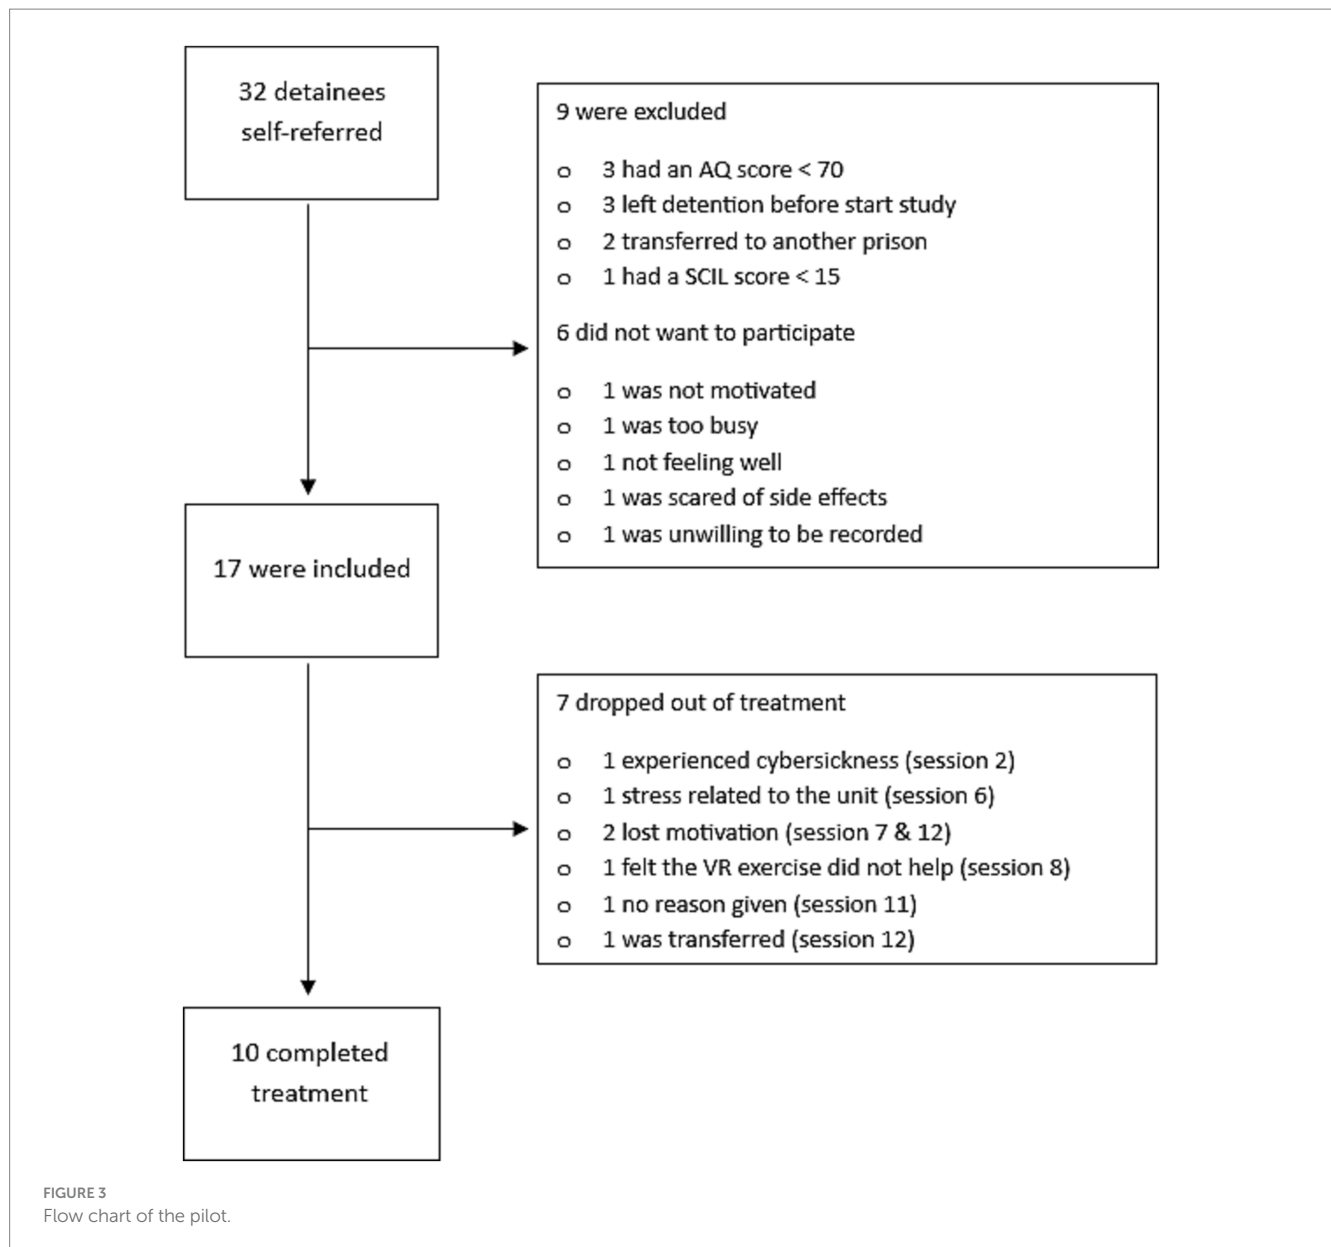 32 detainees
self-referred
9 were excluded
o 3 had an AQ score < 70
o 3 left detention before start study
o 2 transferred to another prison
o 1 had a SCIL score < 15
6 did not want to participate
o 1 was not motivated
o 1 was too busy
o 1 not feeling well
o 1 was scared of side effects
o 1 was unwilling to be recorded
17 were included
7 dropped out of treatment
o 1 experienced cybersickness (session 2)
o 1 stress related to the unit (session 6)
o 2 lost motivation (session 7 & 12)
o 1 felt the VR exercise did not help (session 8)
o 1 no reason given (session 11)
o 1 was transferred (session 12)
10 completed
treatment
FIGURE 3
Flow chart of the pilot.